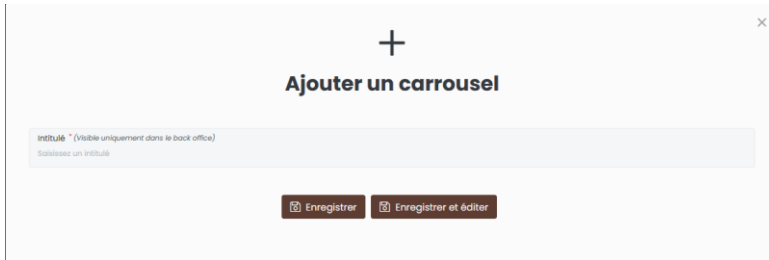 Ajouter un carrousel
Intitulé * (Visible uniquement dans le back office)
Saisissez un intitulé
Enregistrer
Enregistrer et éditer